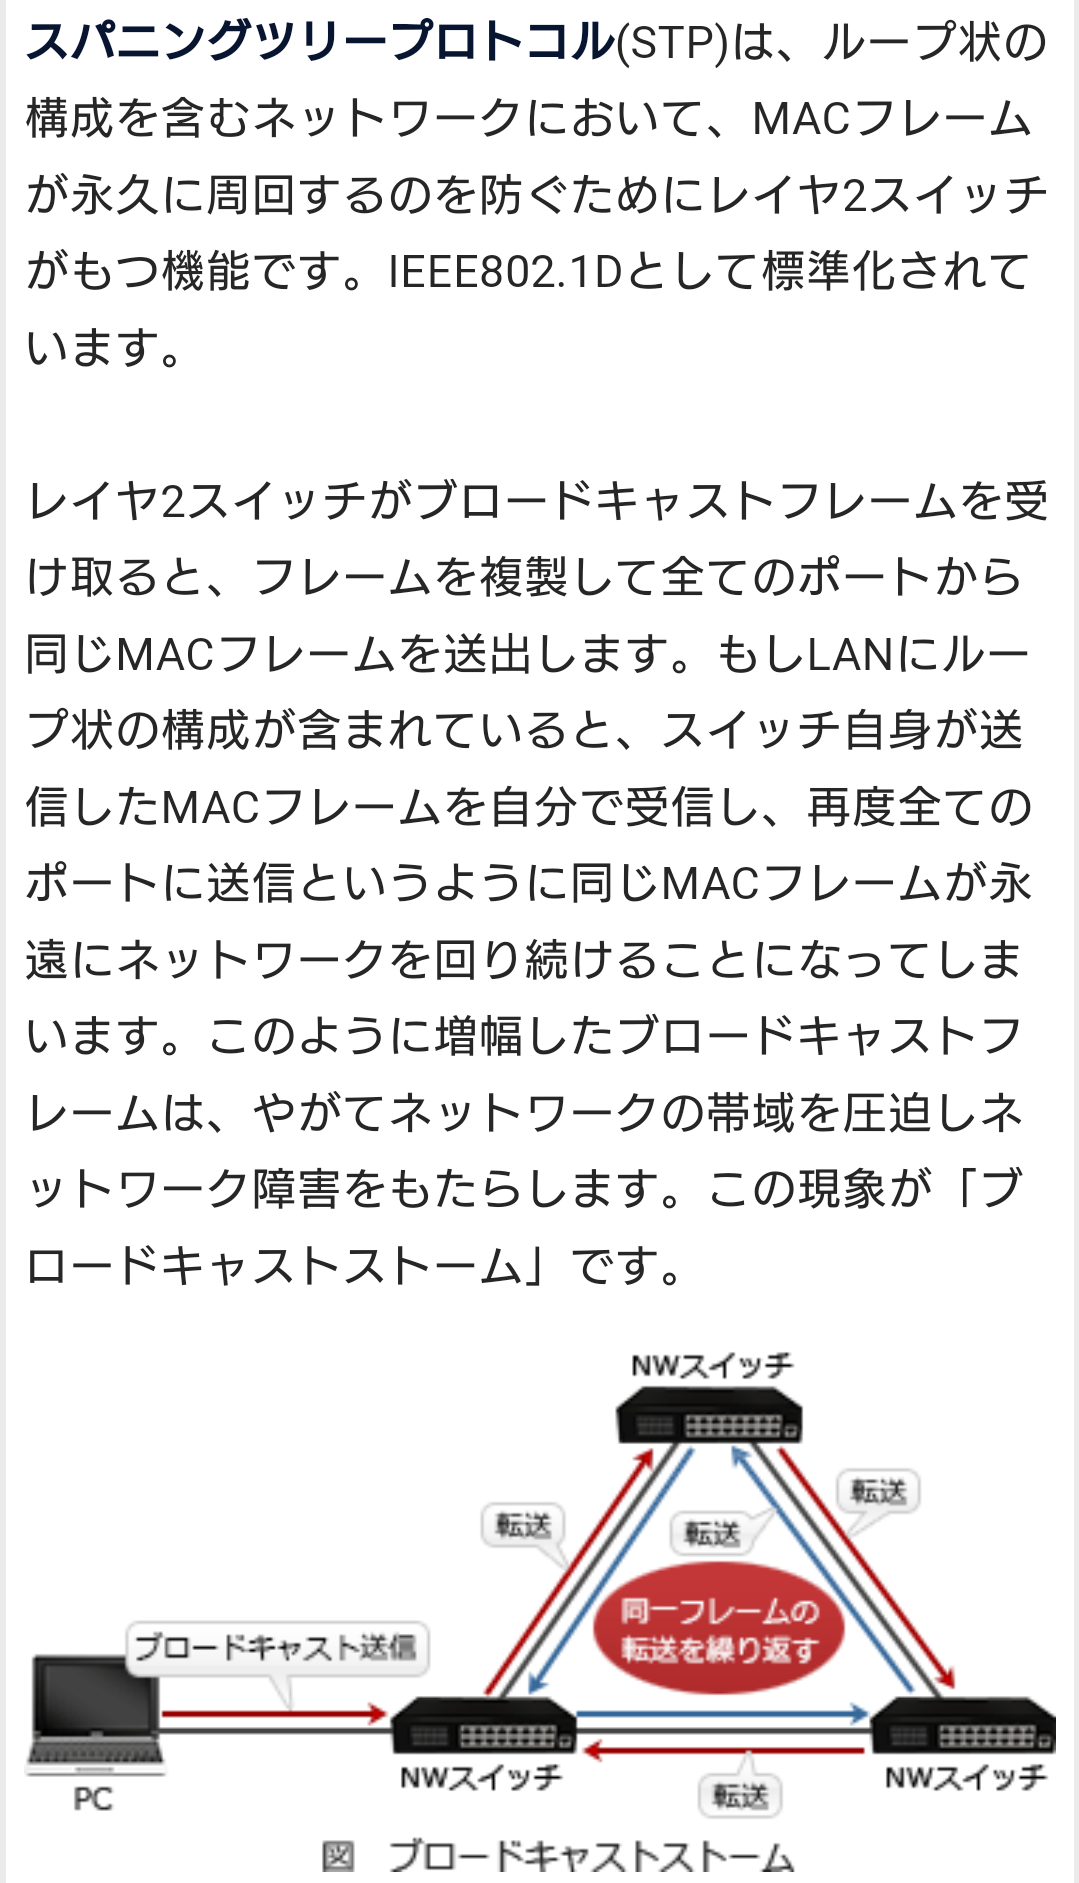 スパニングツリープロトコル(STP)は、ループ状の
構成を含むネットワークにおいて、MACフレーム
が永久に周回するのを防ぐためにレイヤ2スイッチ
がもつ機能です。IEEE802.1Dとして標準化されて
います。
レイヤ2スイッチがブロードキャストフレームを受
け取ると、フレームを複製して全てのポートから
同じMACフレームを送出します。もしLANにルー
プ状の構成が含まれていると、スイッチ自身が送
信したMACフレームを自分で受信し、再度全ての
ポートに送信というように同じMACフレームが永
遠にネットワークを回り続けることになってしま
います。このように増幅したブロードキャストフ
レームは、やがてネットワークの帯域を圧迫しネ
ットワーク障害をもたらします。この現象が「ブ
ロードキャストストーム」です。
NWスイッチ
転送
転送
転送
同一フレームの
転送を繰り返す
ブロードキャスト送信
PC
NWスイッチ
転送
NWスイッチ
図 ブロードキャストストーム